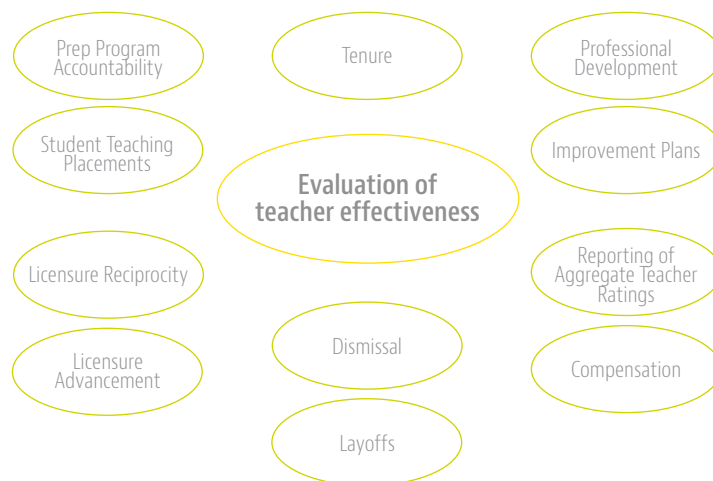 Prep Program
Accountability
Tenure
Professional
Development
Student Teaching
Placements
Improvement Plans
Evaluation of
teacher effectiveness
Licensure Reciprocity
Reporting of
Aggregate Teacher
Ratings
Licensure
Advancement
Dismissal
Compensation
Layoffs